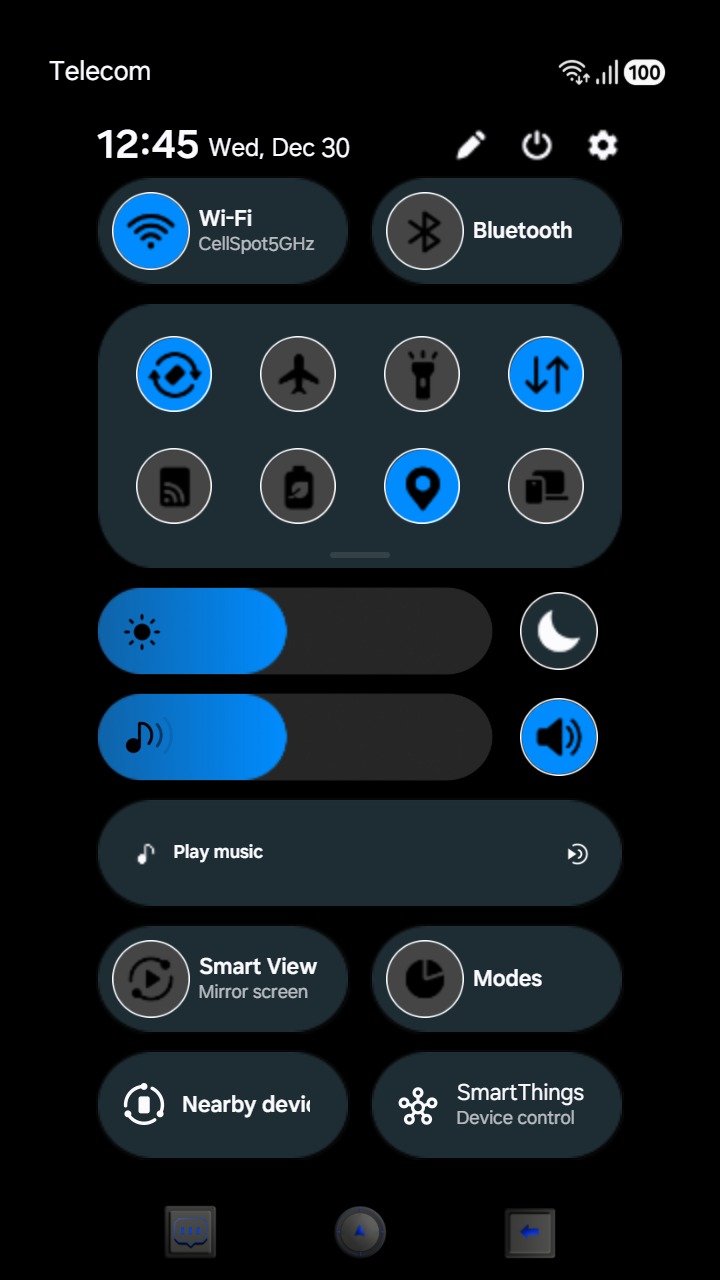 Telecom
100
12:45 Wed, Dec 30
Wi-Fi
CellSpot5GHz
Bluetooth
Play music
Smart View
Mirror screen
Modes
Nearby devi
SmartThings
Device control